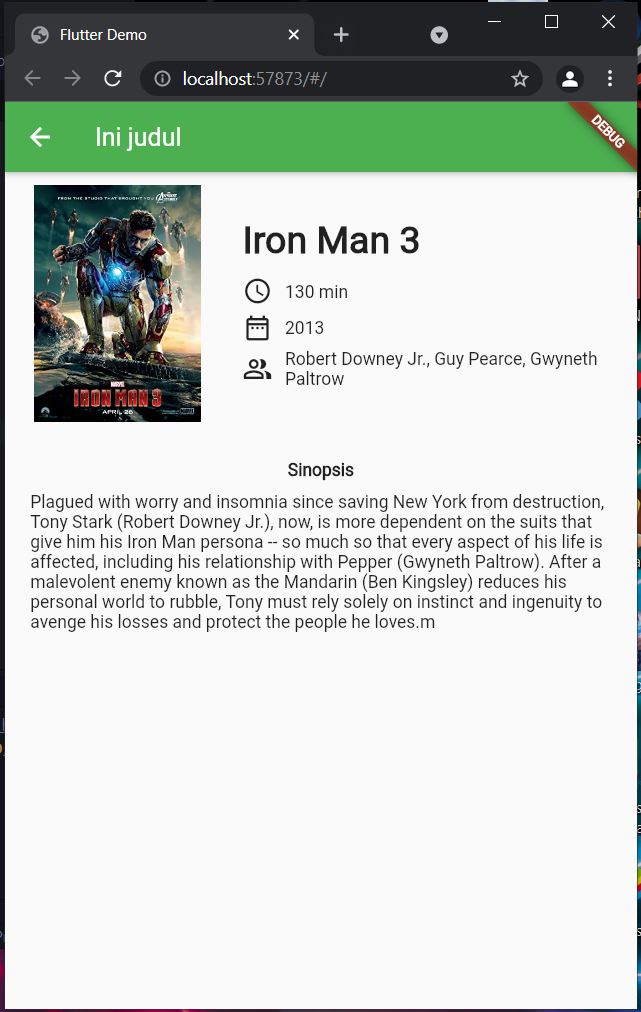 Flutter Demo
localhost:57873/#/
Ini judul
DEBUG
FROM THE STUDIO THAT BROUGHT YOU
Iron Man 3
130 min
2013
Robert Downey Jr., Guy Pearce, Gwyneth
Paltrow
MARVEL
IRON MAN 3
APRIL 26
Sinopsis
Plagued with worry and insomnia since saving New York from destruction,
Tony Stark (Robert Downey Jr.), now, is more dependent on the suits that
give him his Iron Man persona -- so much so that every aspect of his life is
affected, including his relationship with Pepper (Gwyneth Paltrow). After a
malevolent enemy known as the Mandarin (Ben Kingsley) reduces his
personal world to rubble, Tony must rely solely on instinct and ingenuity to
avenge his losses and protect the people he loves.m